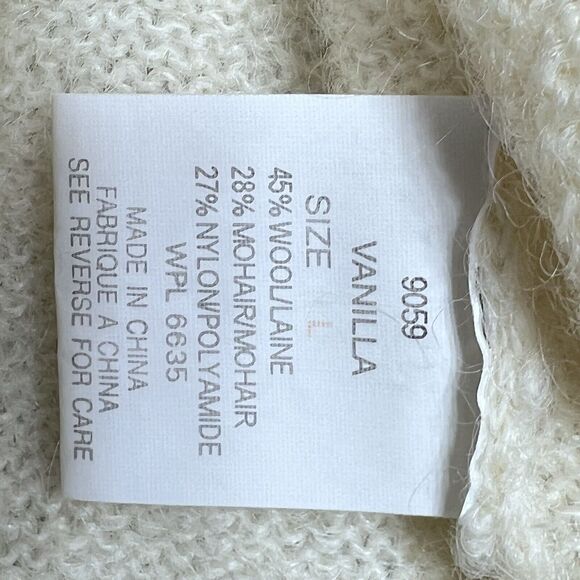 9059
VANILLA
SIZE
45% WOOL/LAINE
28% MOHAIR/MOHAIR
27% NYLON/POLYAMIDE
WPL 6635
MADE IN CHINA
FABRIQUE A CHINA
SEE REVERSE FOR CARE